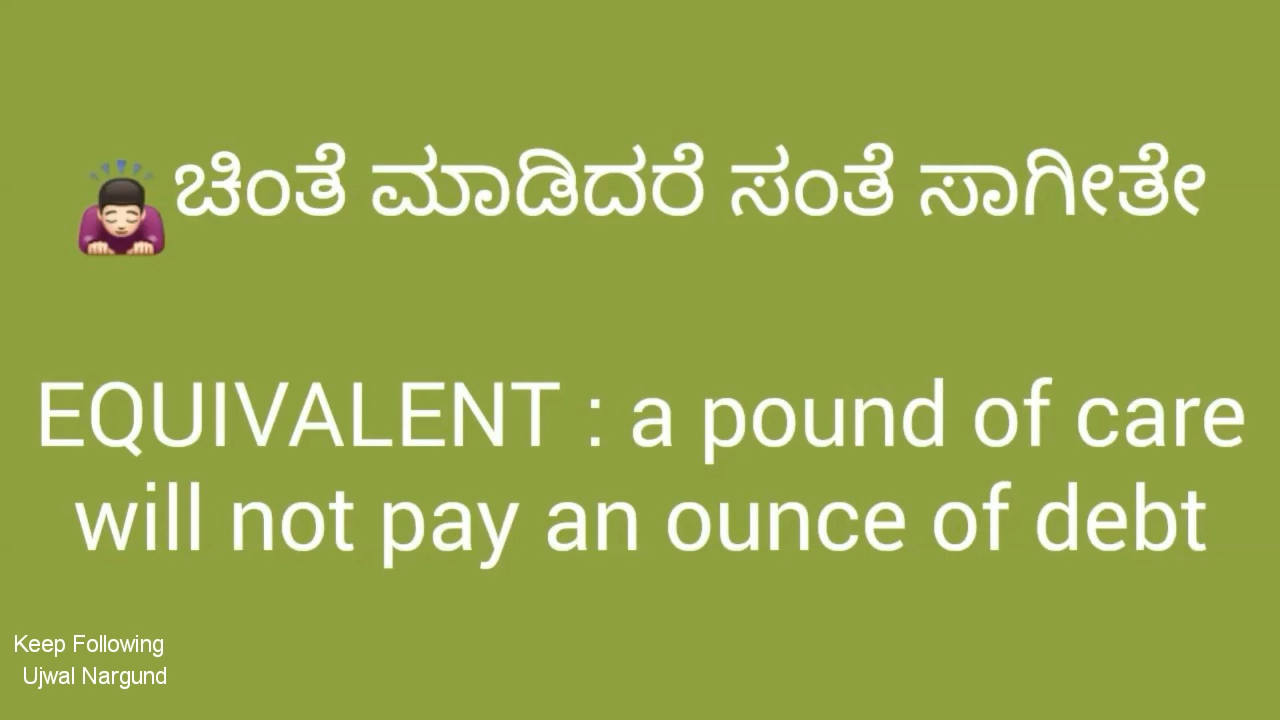 🙇ಚಿಂತೆ ಮಾಡಿದರೆ ಸಂತೆ ಸಾಗೀತೇ
EQUIVALENT : a pound of care
will not pay an ounce of debt
Keep Following
Ujwal Nargund